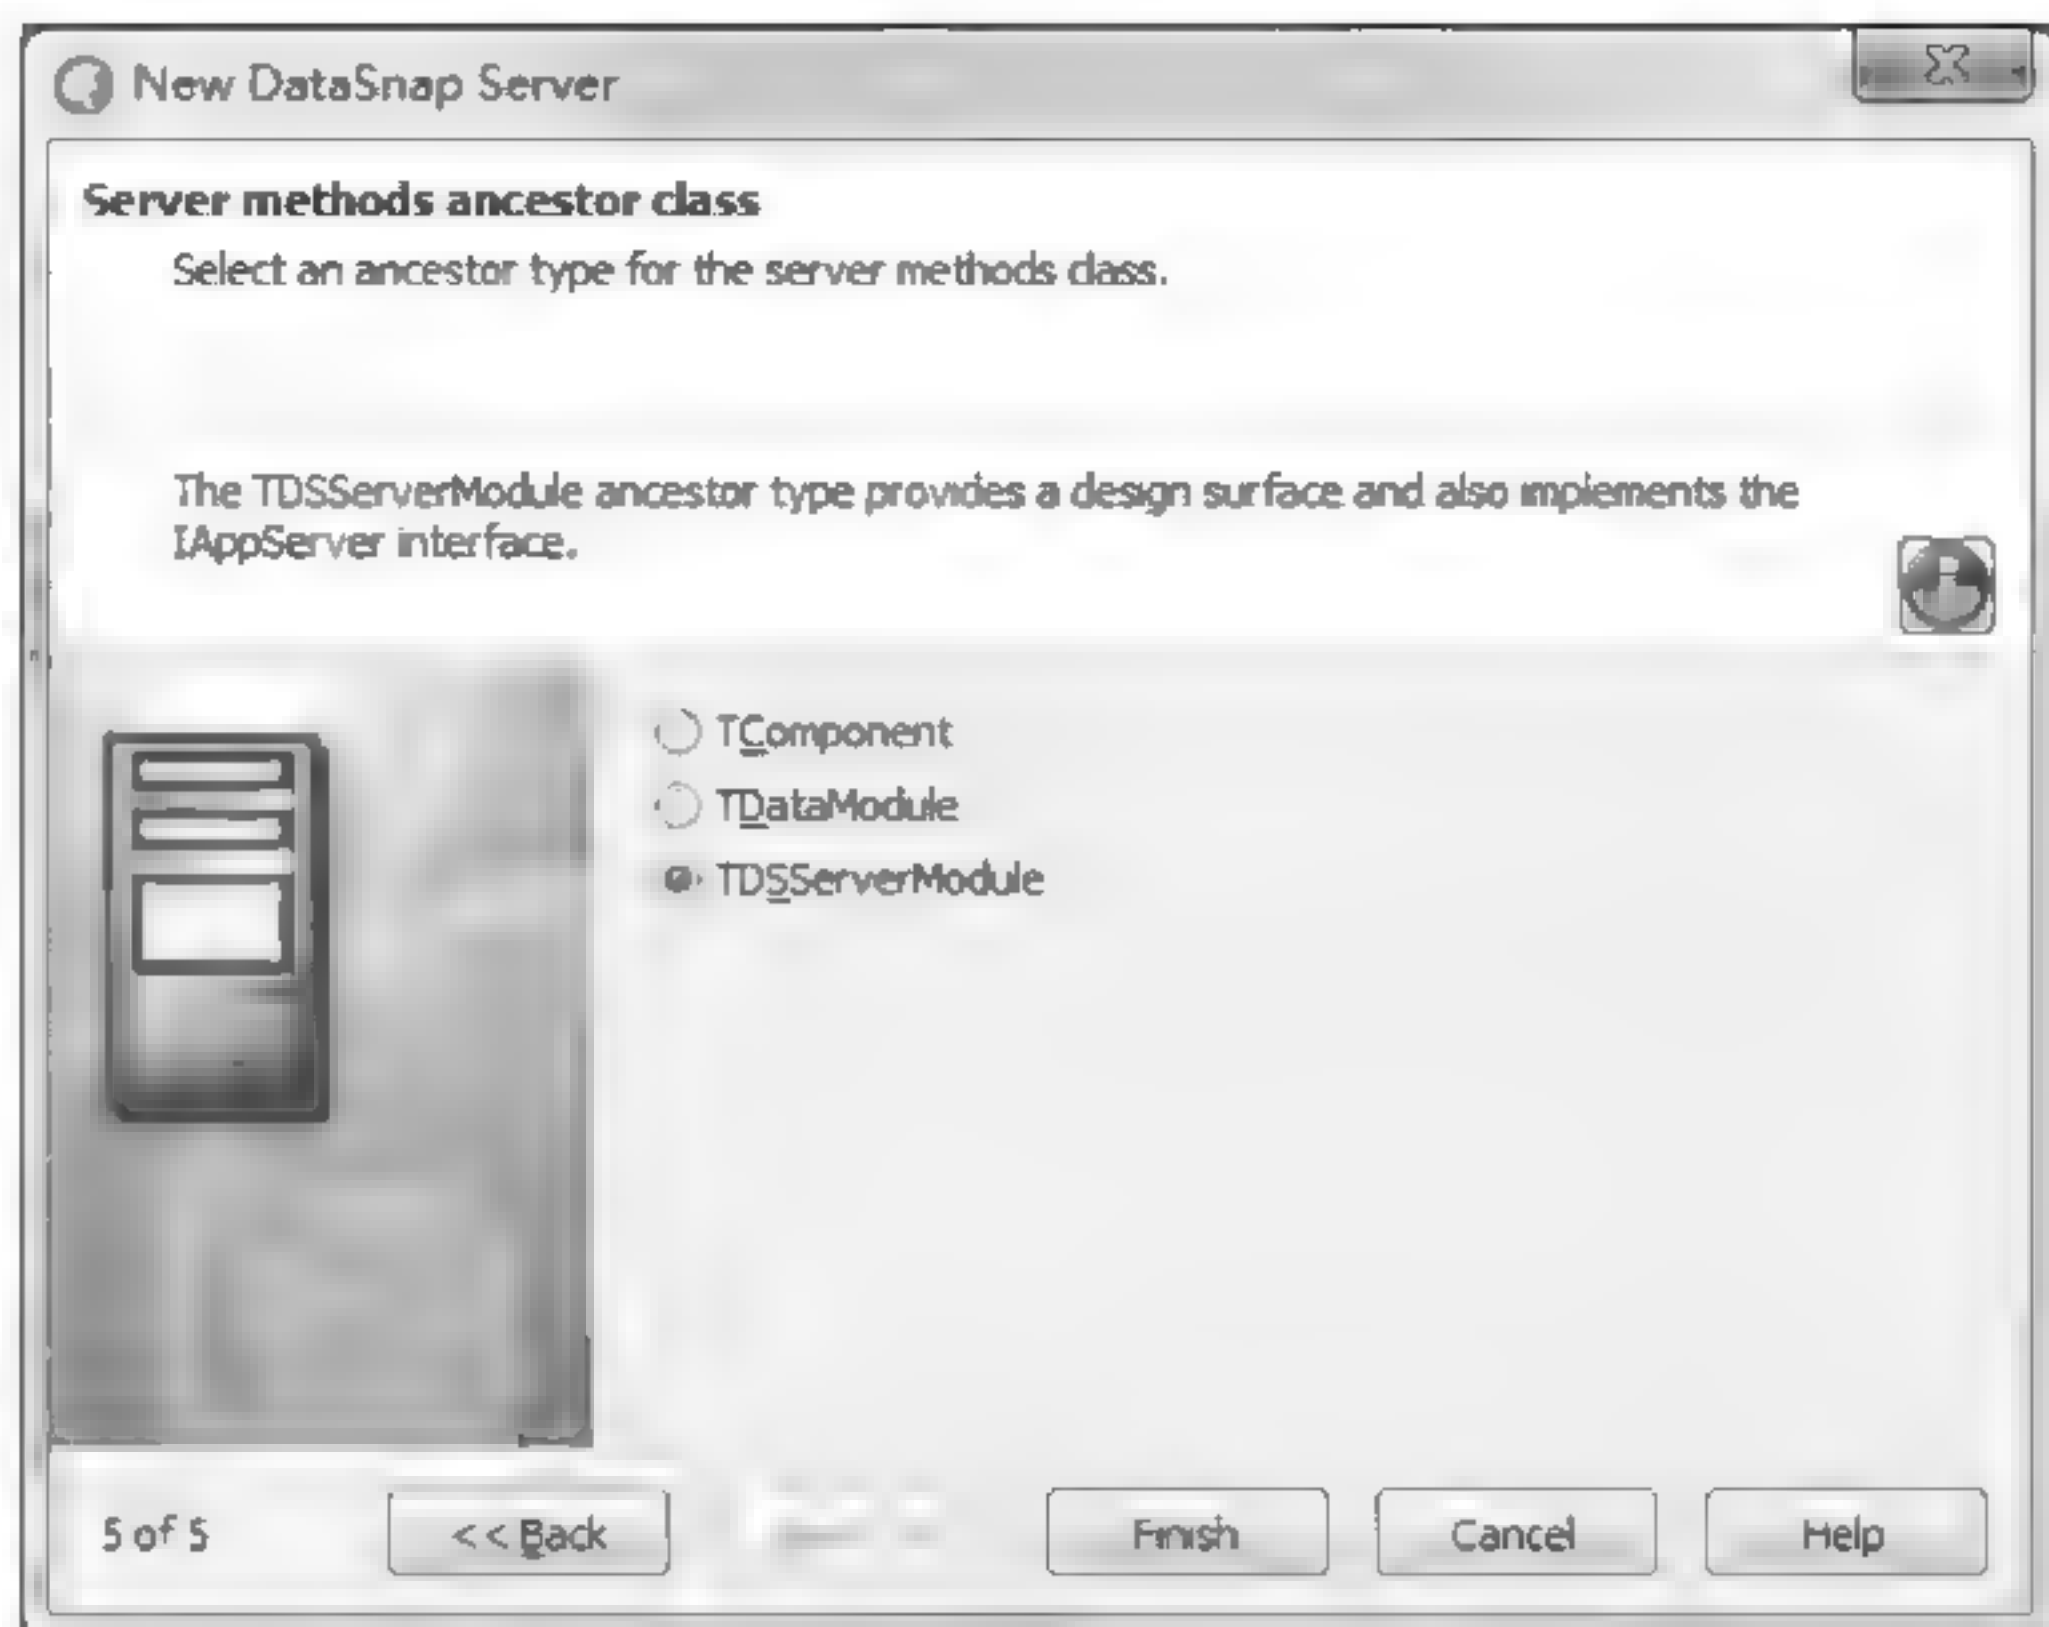 New DataSnap Server
Server methods ancestor class
Select an ancestor type for the server methods class.
The TDSServerModule ancestor type provides a design surface and also implements the
IAppServer interface.
TComponent
TDataModule
TDSServerModule
5 of 5
<< Back
Finish
Cancel
Help